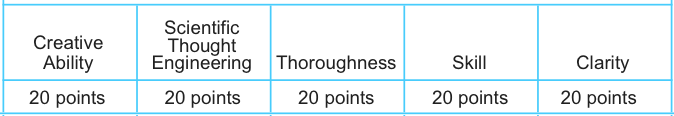 Creative
Ability
Scientific
Thought
Engineering
Thoroughness
Skill
Clarity
20 points
20 points
20 points
20 points
20 points